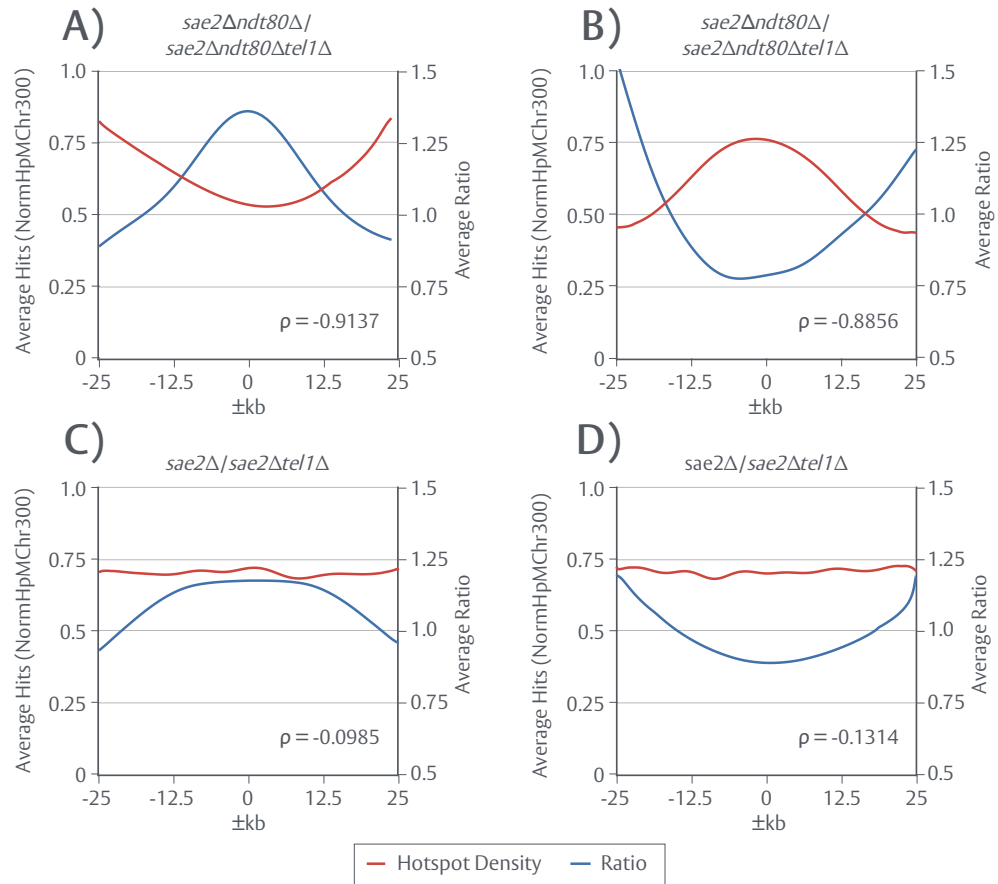 A)
sae2Δndt80Δ/
sae2Δndt80Δtel1Δ
Average Hits (NormHpMChr300)
1.0
0.75
0.5
0.25
0
1.5
1.25
1.0
0.75
0.5
Average Ratio
ρ = -0.9137
-25
-12.5
0
12.5
25
±kb
B)
sae2Δndt80Δ/
sae2Δndt80Δtel1Δ
Average Hits (NormHpMChr300)
1.0
0.75
0.50
0.25
0
1.5
1.25
1.0
0.75
0.5
Average Ratio
ρ = -0.8856
-25
-12.5
0
12.5
25
±kb
C)
sae2Δ/sae2Δtel1Δ
Average Hits (NormHpMChr300)
1.0
0.75
0.5
0.25
0
1.5
1.25
1.0
0.75
0.5
Average Ratio
ρ = -0.0985
-25
-12.5
0
12.5
25
±kb
D)
sae2Δ/sae2Δtel1Δ
Average Hits (NormHpMChr300)
1.0
0.75
0.5
0.25
0
1.5
1.25
1.0
0.75
0.5
Average Ratio
ρ = -0.1314
-25
-12.5
0
12.5
25
±kb
Hotspot Density
Ratio